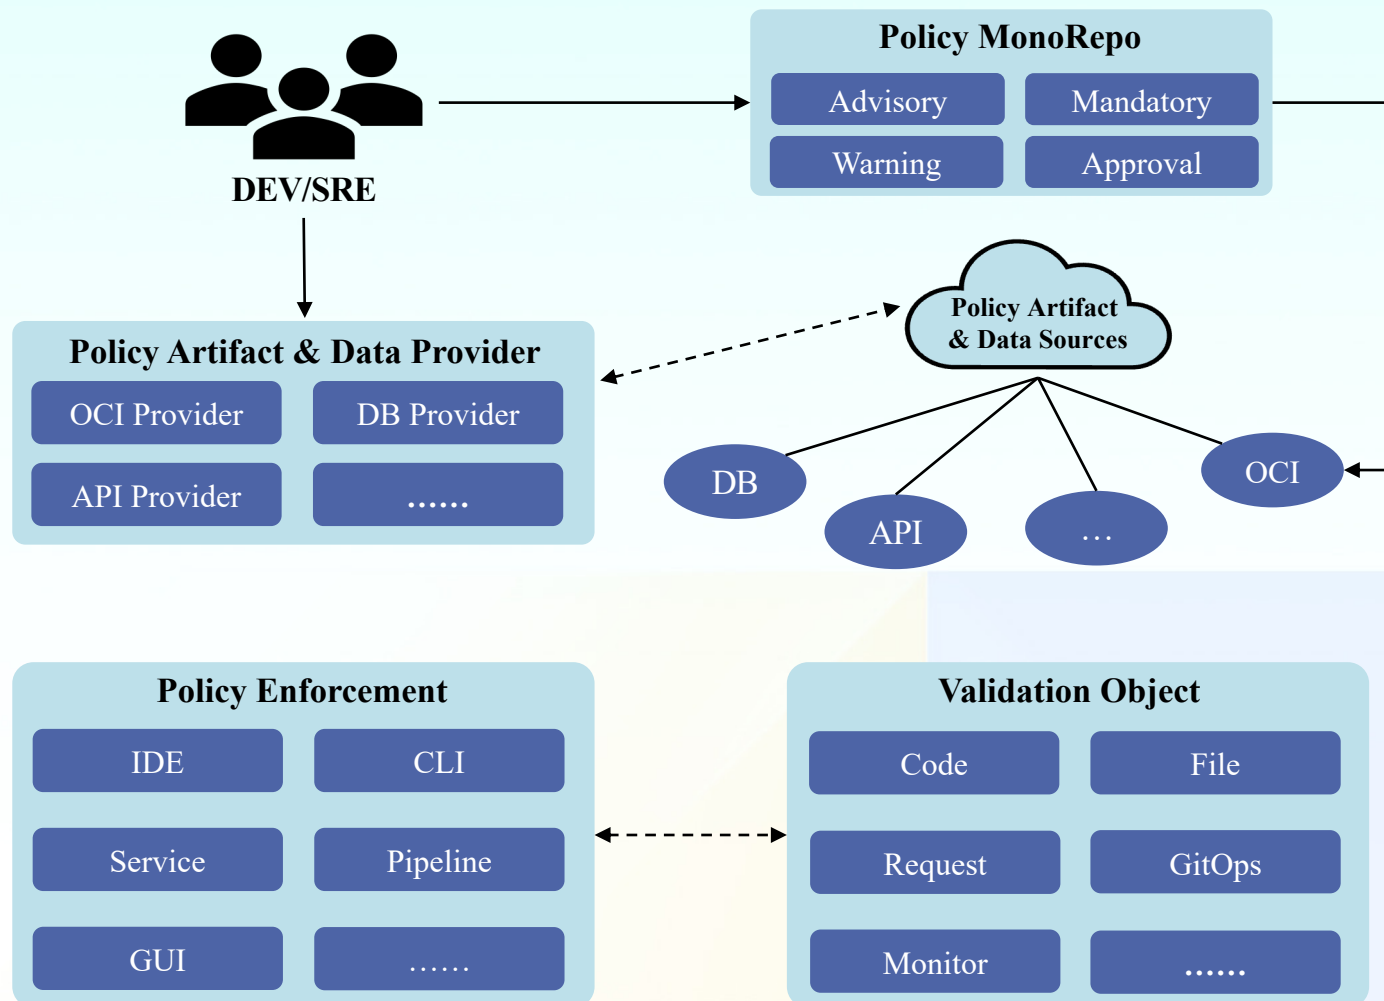 Policy MonoRepo
Advisory
Mandatory
Warning
Approval
DEV/SRE
Policy Artifact
& Data Sources
Policy Artifact & Data Provider
OCI Provider
DB Provider
API Provider
......
DB
API
...
OCI
Policy Enforcement
IDE
CLI
Service
Pipeline
GUI
......
Validation Object
Code
File
Request
GitOps
Monitor
......